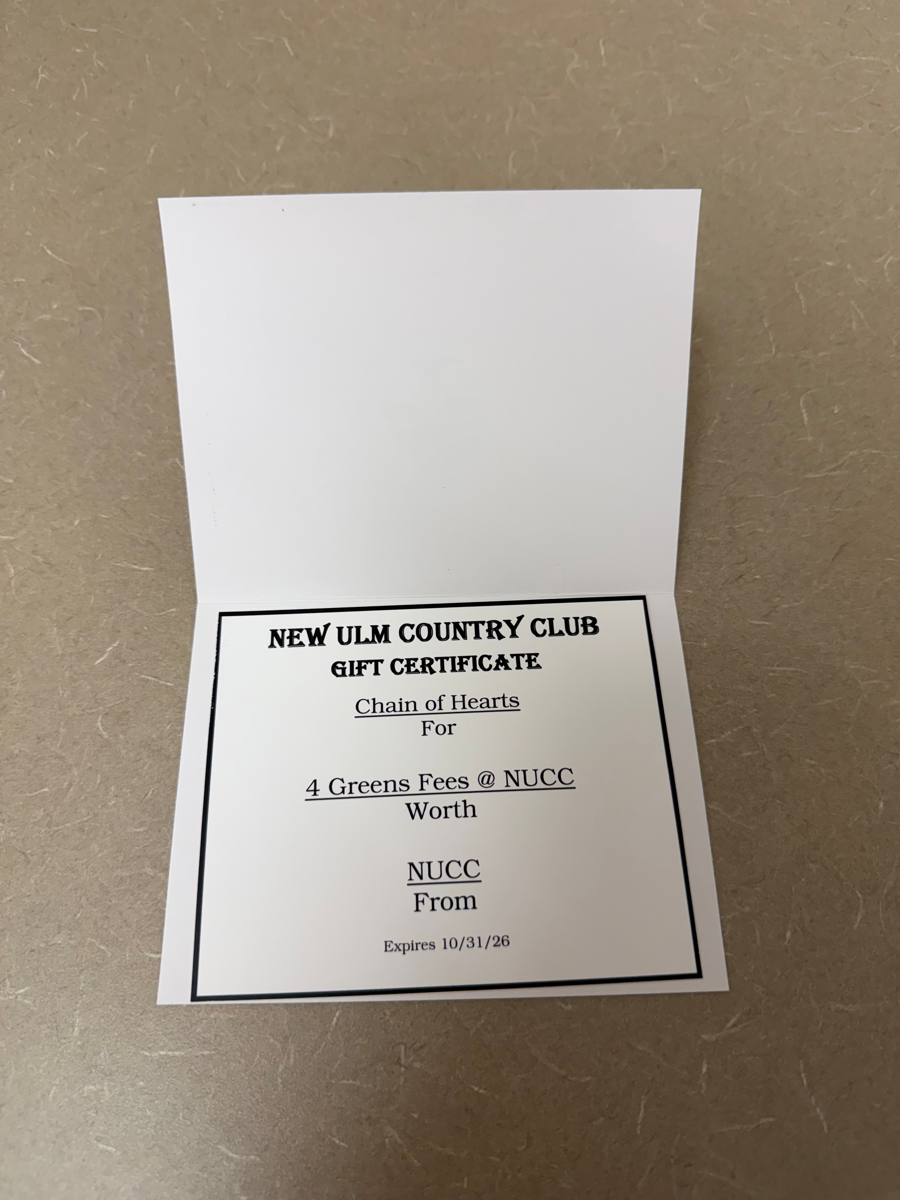 NEW ULM COUNTRY CLUB
GIFT CERTIFICATE
Chain of Hearts
For
4 Greens Fees @ NUCC
Worth
NUCC
From
Expires 10/31/26